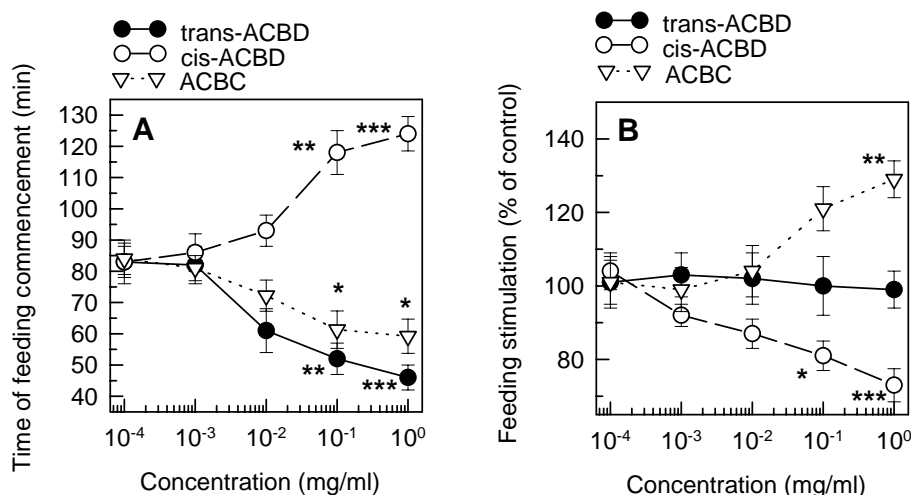 trans-ACBD
cis-ACBD
ACBC
Time of feeding commencement (min)
A
130
120
110
100
90
80
70
60
50
40
**
***
*
*
**
***
10-4
10-3
10-2
10-1
100
Concentration (mg/ml)
trans-ACBD
cis-ACBD
ACBC
Feeding stimulation (% of control)
B
140
120
100
80
**
*
***
10-4
10-3
10-2
10-1
100
Concentration (mg/ml)